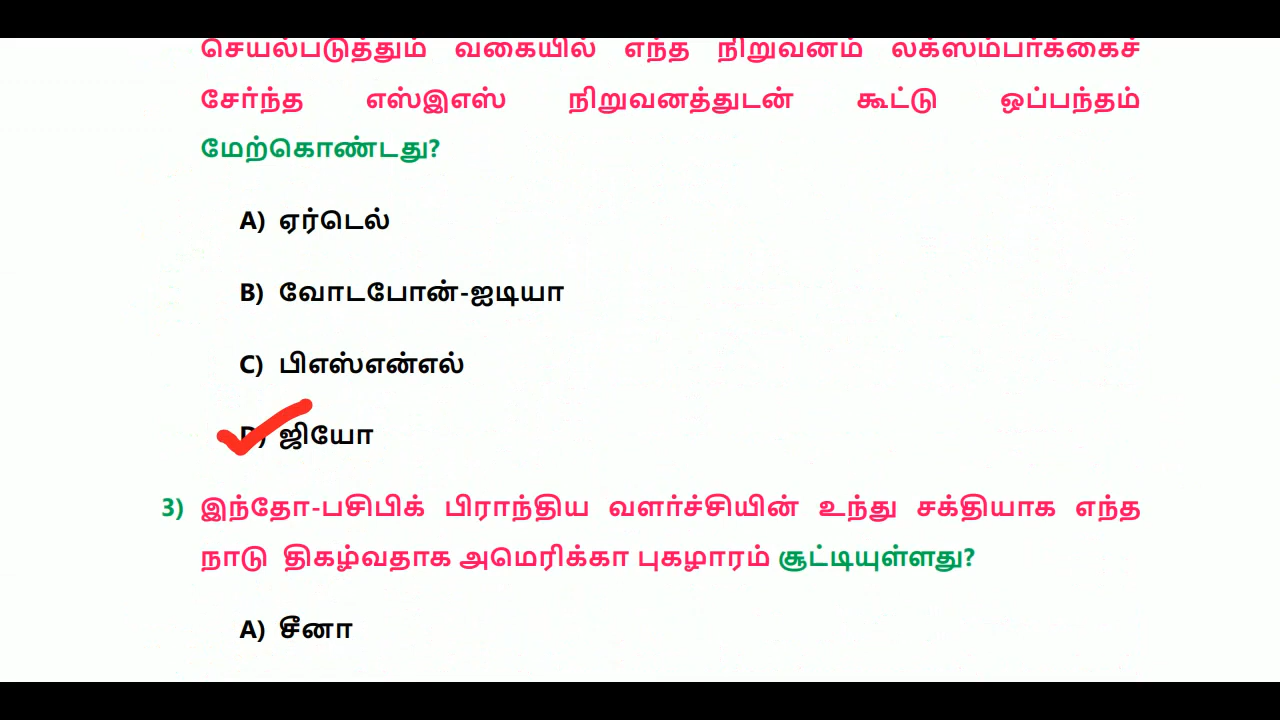 செயல்படுத்தும் வகையில் எந்த நிறுவனம் லக்ஸம்பர்க்கைச்
சேர்ந்த எஸ்இஎஸ் நிறுவனத்துடன் கூட்டு ஒப்பந்தம்
மேற்கொண்டது?
A) ஏர்டெல்
B) வோடபோன்-ஐடியா
C) பிஎஸ்என்எல்
D) ஜியோ
3) இந்தோ-பசிபிக் பிராந்திய வளர்ச்சியின் உந்து சக்தியாக எந்த
நாடு திகழ்வதாக அமெரிக்கா புகழாரம் சூட்டியுள்ளது?
A) சீனா